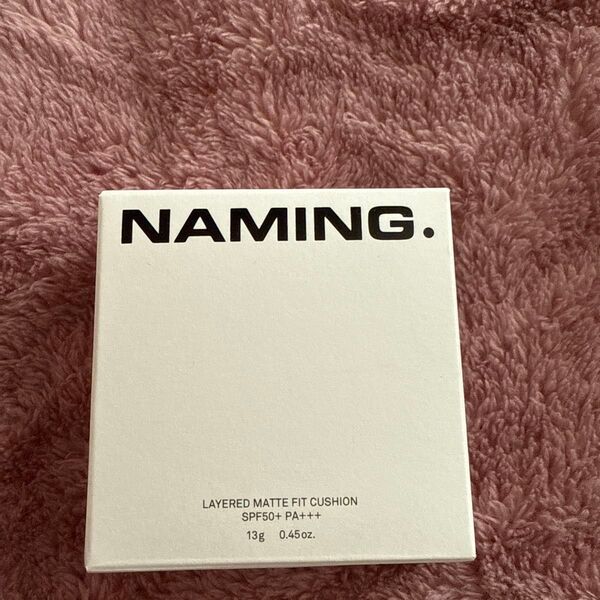 NAMING.
LAYERED MATTE FIT CUSHION
SPF50+ PA+++
13g 0.45oz.